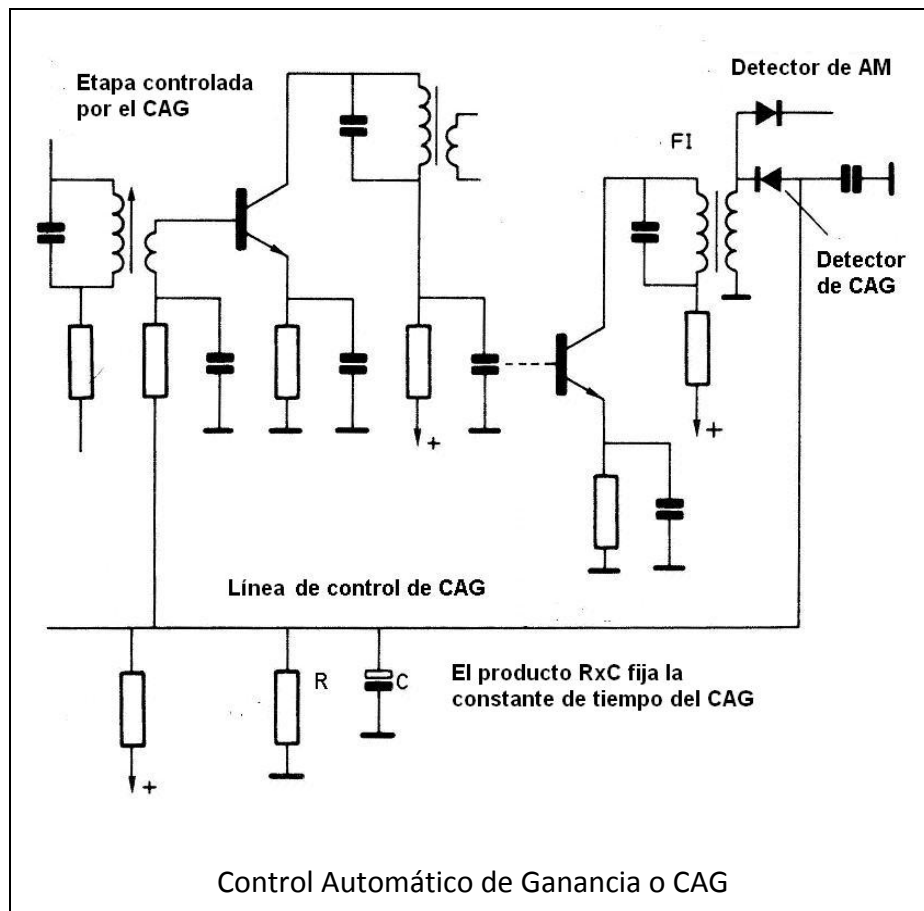 Etapa controlada
por el CAG
Detector de AM
FI
Detector
de CAG
+
+
Línea de control de CAG
R
C
El producto RxC fija la
constante de tiempo del CAG
+
Control Automático de Ganancia o CAG